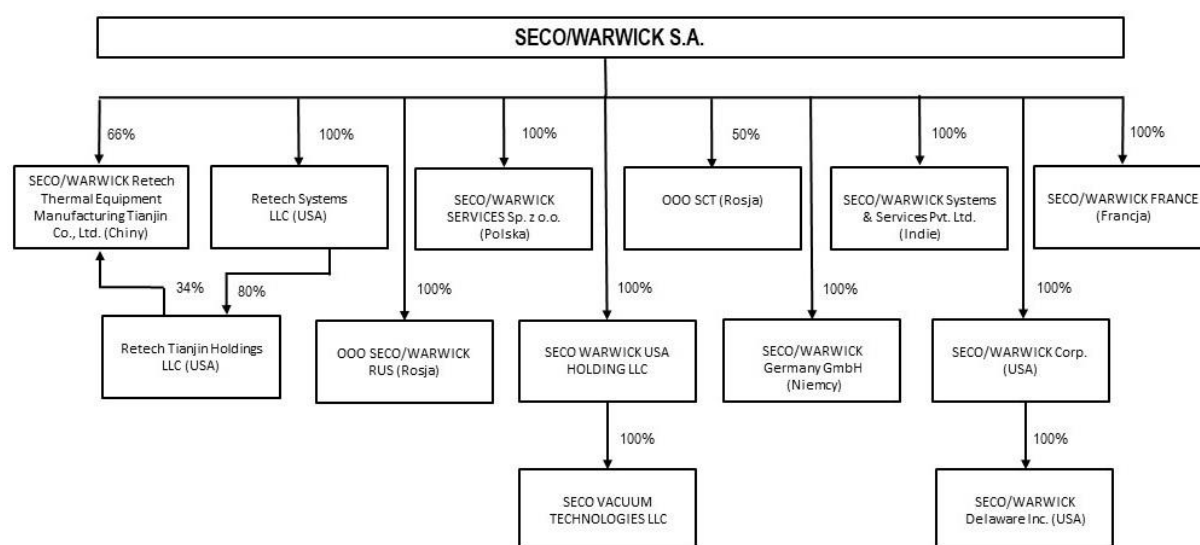 SECO/WARWICK S.A.
66%
100%
100%
50%
100%
100%
SECO/WARWICK Retech
Thermal Equipment
Manufacturing Tianjin
Co., Ltd. (Chiny)
Retech Systems
LLC (USA)
SECO/WARWICK
SERVICES Sp. z o.o.
(Polska)
OOO SCT (Rosja)
SECO/WARWICK Systems
& Services Pvt. Ltd.
(Indie)
SECO/WARWICK FRANCE
(Francja)
34%
80%
100%
100%
100%
100%
Retech Tianjin Holdings
LLC (USA)
OOO SECO/WARWICK
RUS (Rosja)
SECO WARWICK USA
HOLDING LLC
SECO/WARWICK
Germany GmbH
(Niemcy)
SECO/WARWICK Corp.
(USA)
100%
100%
SECO VACUUM
TECHNOLOGIES LLC
SECO/WARWICK
Delaware Inc. (USA)